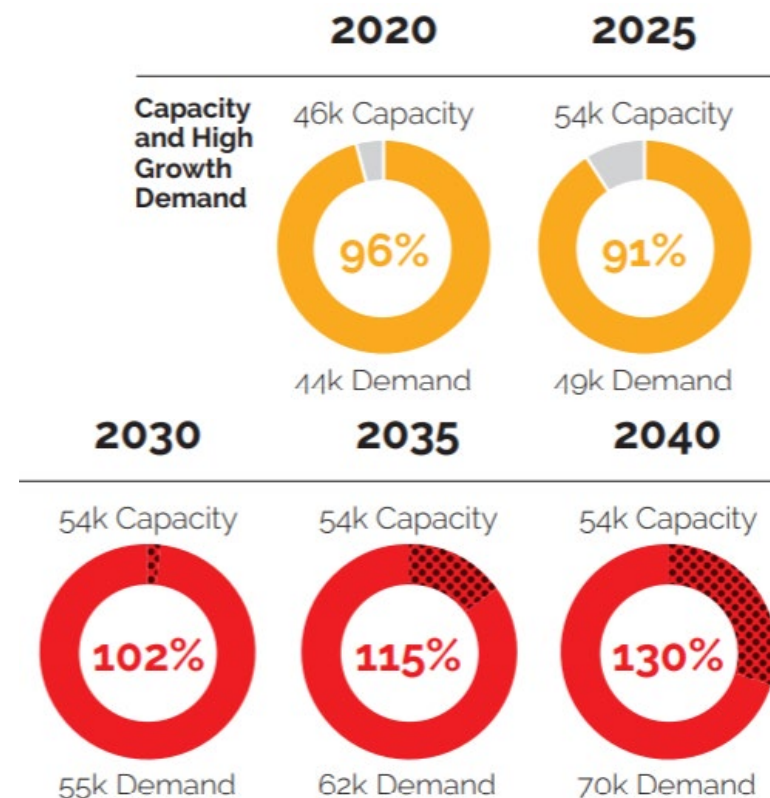 2020 2025
Capacity
and High
Growth
Demand
46k Capacity 54k Capacity
96% 91%
44k Demand 49k Demand
2030 2035 2040
54k Capacity 54k Capacity 54k Capacity
102% 115% 130%
55k Demand 62k Demand 70k Demand